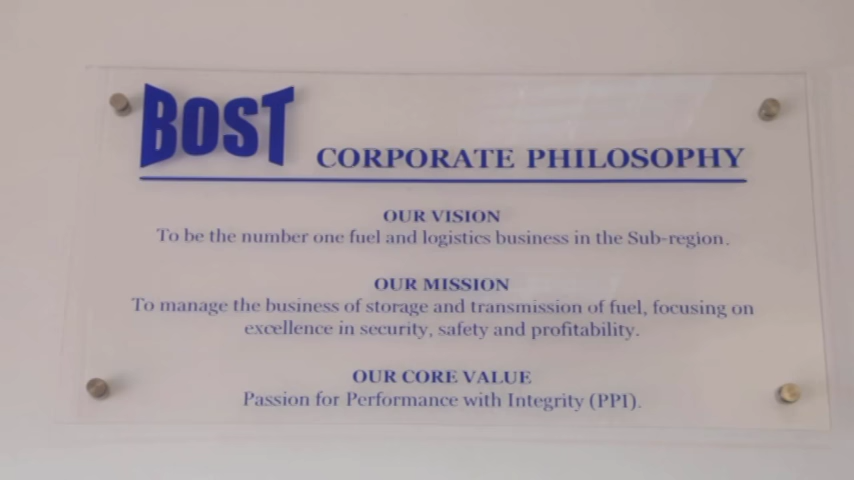 BOST
CORPORATE PHILOSOPHY
OUR VISION
To be the number one fuel and logistics business in the Sub-region.
OUR MISSION
To manage the business of storage and transmission of fuel, focusing on
excellence in security, safety and profitability.
OUR CORE VALUE
Passion for Performance with Integrity (PPI).